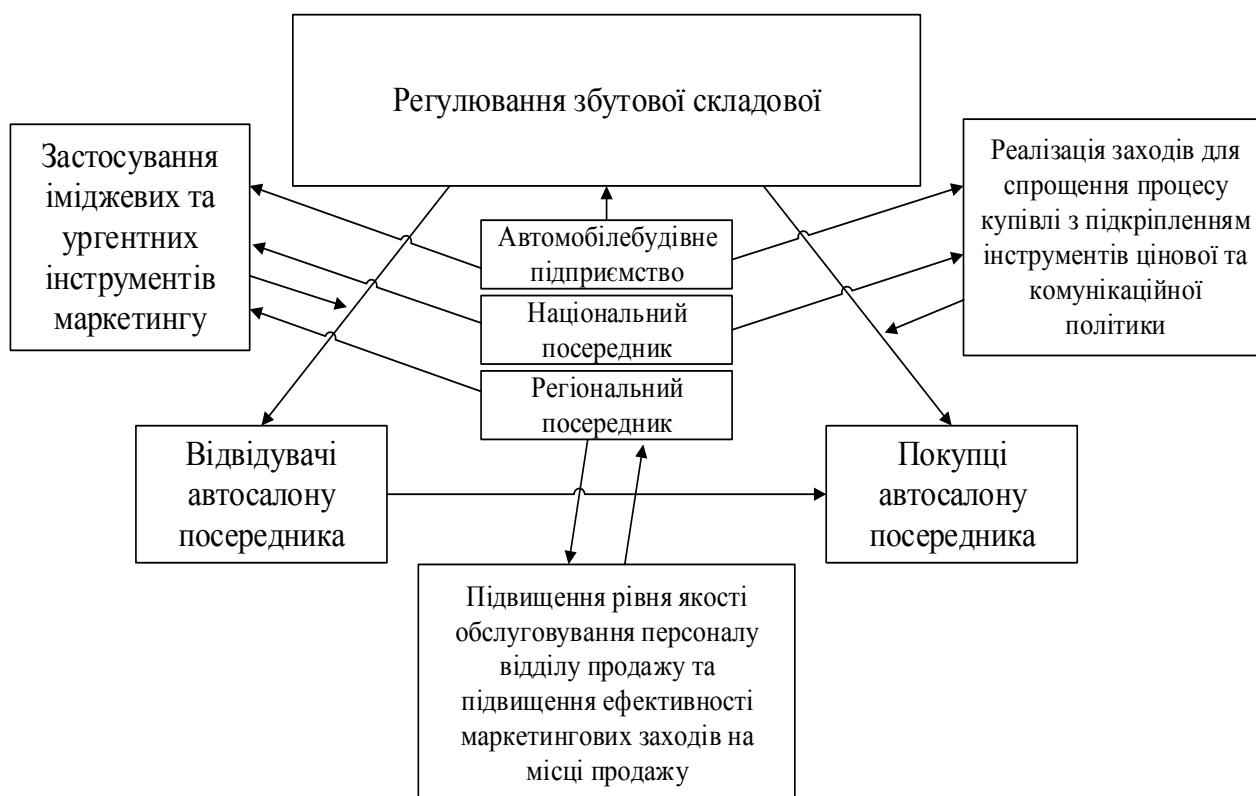 Регулювання збутової складової
Застосування
іміджевих та
ургентних
інструментів
маркетингу
Автомобілебудівне
підприємство
Національний
посередник
Регіональний
посередник
Реалізація заходів для
спрощення процесу
купівлі з підкріпленням
інструментів цінової та
комунікаційної
політики
Відвідувачі
автосалону
посередника
Покупці
автосалону
посередника
Підвищення рівня якості
обслуговування персоналу
відділу продажу та
підвищення ефективності
маркетингових заходів на
місці продажу